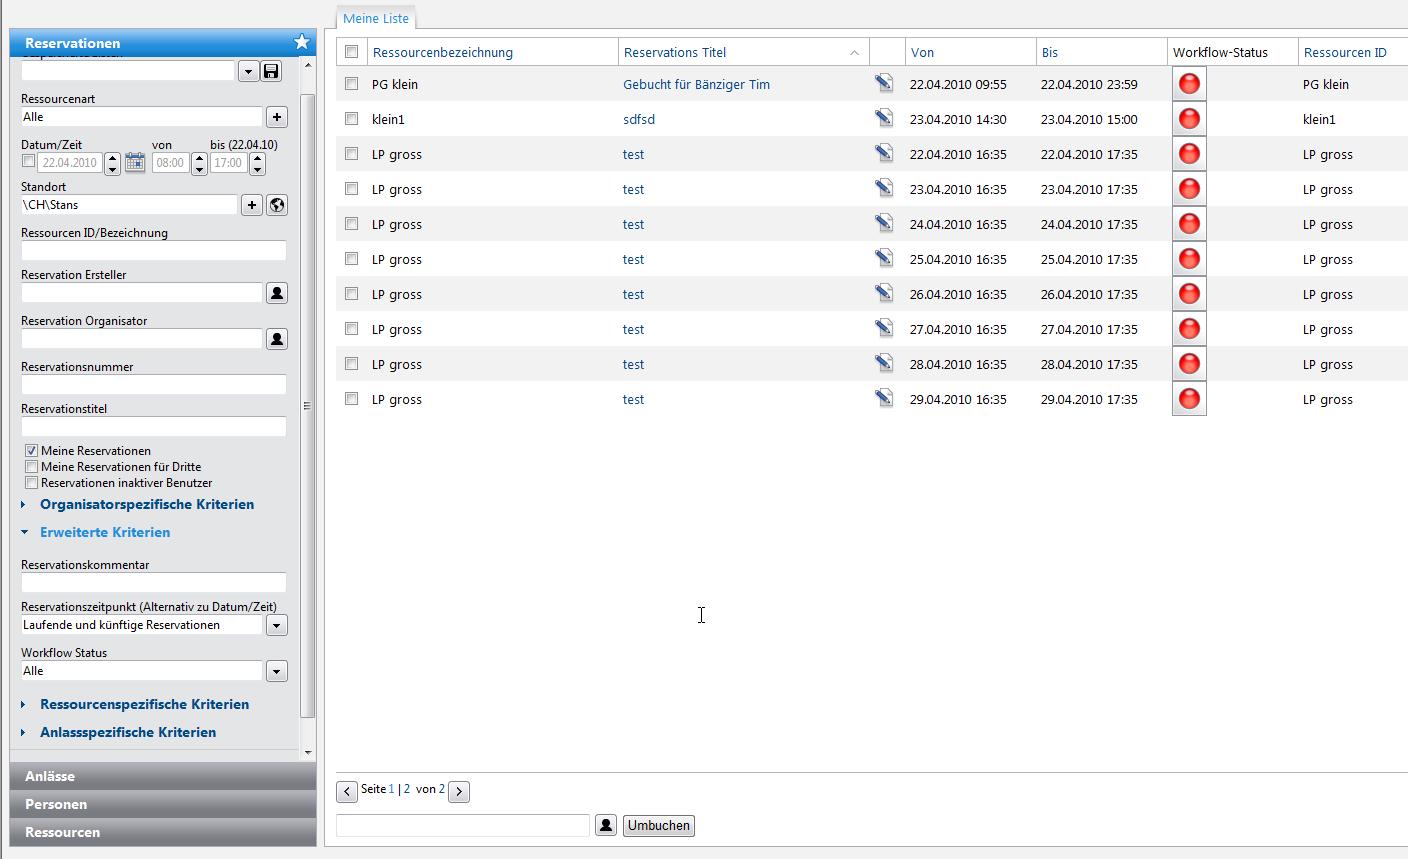 Meine Liste
Reservationen
Ressourcenart
Alle
Datum/Zeit von bis (22.04.10)
22.04.2010 08:00 17:00
Standort
\CH\Stans
Ressourcen ID/Bezeichnung
Reservation Ersteller
Reservation Organisator
Reservationsnummer
Reservationstitel
Meine Reservationen
Meine Reservationen für Dritte
Reservationen inaktiver Benutzer
Organisatorspezifische Kriterien
Erweiterte Kriterien
Reservationskommentar
Reservationszeitpunkt (Alternativ zu Datum/Zeit)
Laufende und künftige Reservationen
Workflow Status
Alle
Ressourcenspezifische Kriterien
Anlassspezifische Kriterien
Anlässe
Personen
Ressourcen
Ressourcenbezeichnung Reservations Titel Von Bis Workflow-Status Ressourcen ID
PG klein Gebucht für Bänziger Tim 22.04.2010 09:55 22.04.2010 23:59 PG klein
klein1 sdfsd 23.04.2010 14:30 23.04.2010 15:00 klein1
LP gross test 22.04.2010 16:35 22.04.2010 17:35 LP gross
LP gross test 23.04.2010 16:35 23.04.2010 17:35 LP gross
LP gross test 24.04.2010 16:35 24.04.2010 17:35 LP gross
LP gross test 25.04.2010 16:35 25.04.2010 17:35 LP gross
LP gross test 26.04.2010 16:35 26.04.2010 17:35 LP gross
LP gross test 27.04.2010 16:35 27.04.2010 17:35 LP gross
LP gross test 28.04.2010 16:35 28.04.2010 17:35 LP gross
LP gross test 29.04.2010 16:35 29.04.2010 17:35 LP gross
Seite 1 | 2 von 2
Umbuchen